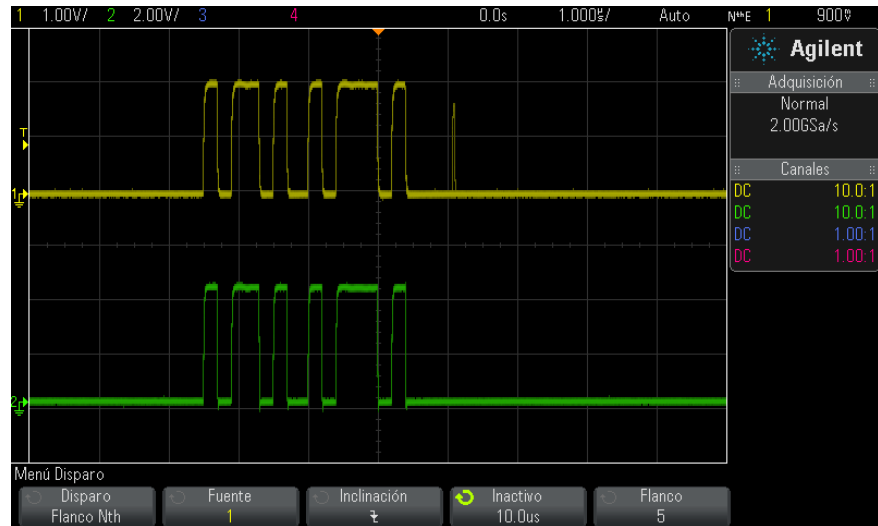 1 1.00V/ 2 2.00V/ 3 4 0.0s 1.000µs/ Auto NthE 1 900V
Agilent
Adquisición
Normal
2.00GSa/s
Canales
DC 10.0:1
DC 10.0:1
DC 1.00:1
DC 1.00:1
T
1
2
Menú Disparo
Disparo Fuente Inclinación Inactivo Flanco
Flanco Nth 1 10.0us 5